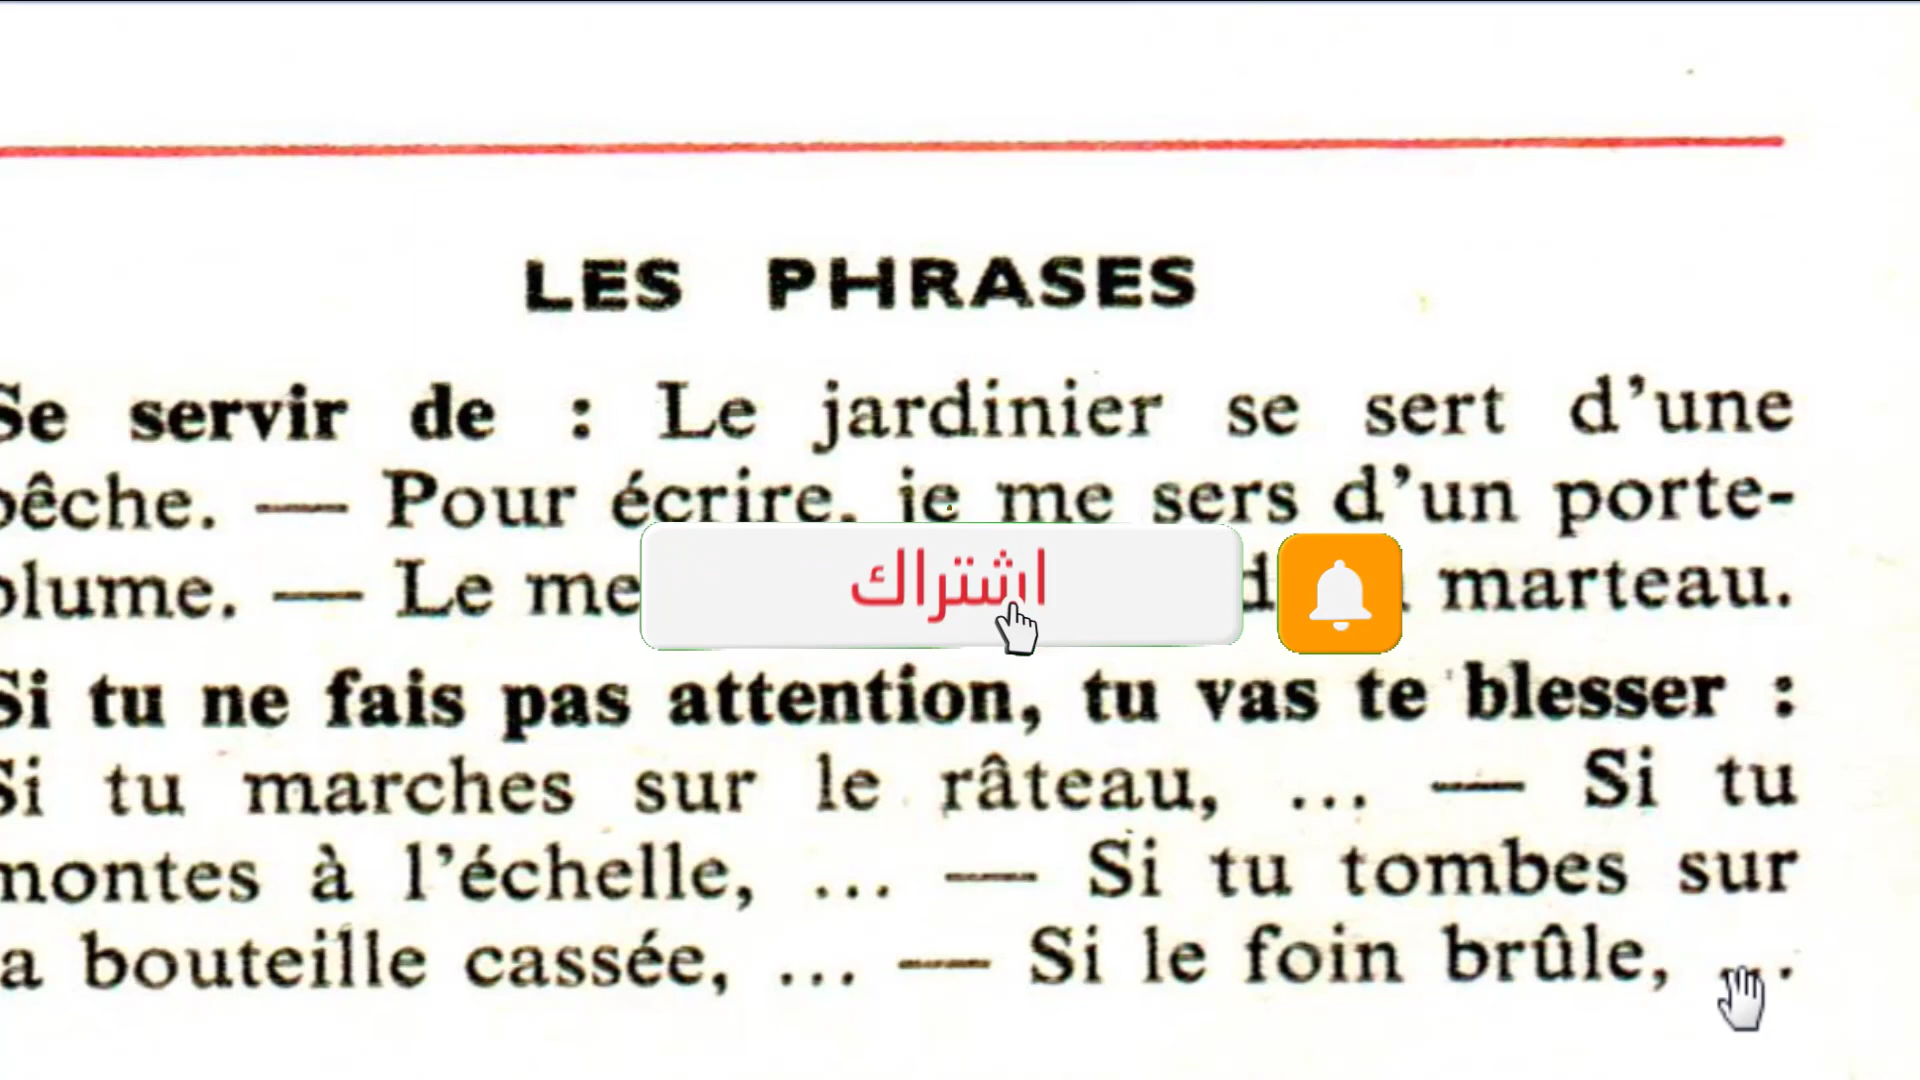 LES PHRASES
Se servir de : Le jardinier se sert d'une
bêche. — Pour écrire, je me sers d'un porte-
plume. — Le me
اشتراك
marteau.
Si tu ne fais pas attention, tu vas te blesser :
Si tu marches sur le râteau, ... — Si tu
montes à l'échelle, ... — Si tu tombes sur
la bouteille cassée, ... — Si le foin brûle, ...